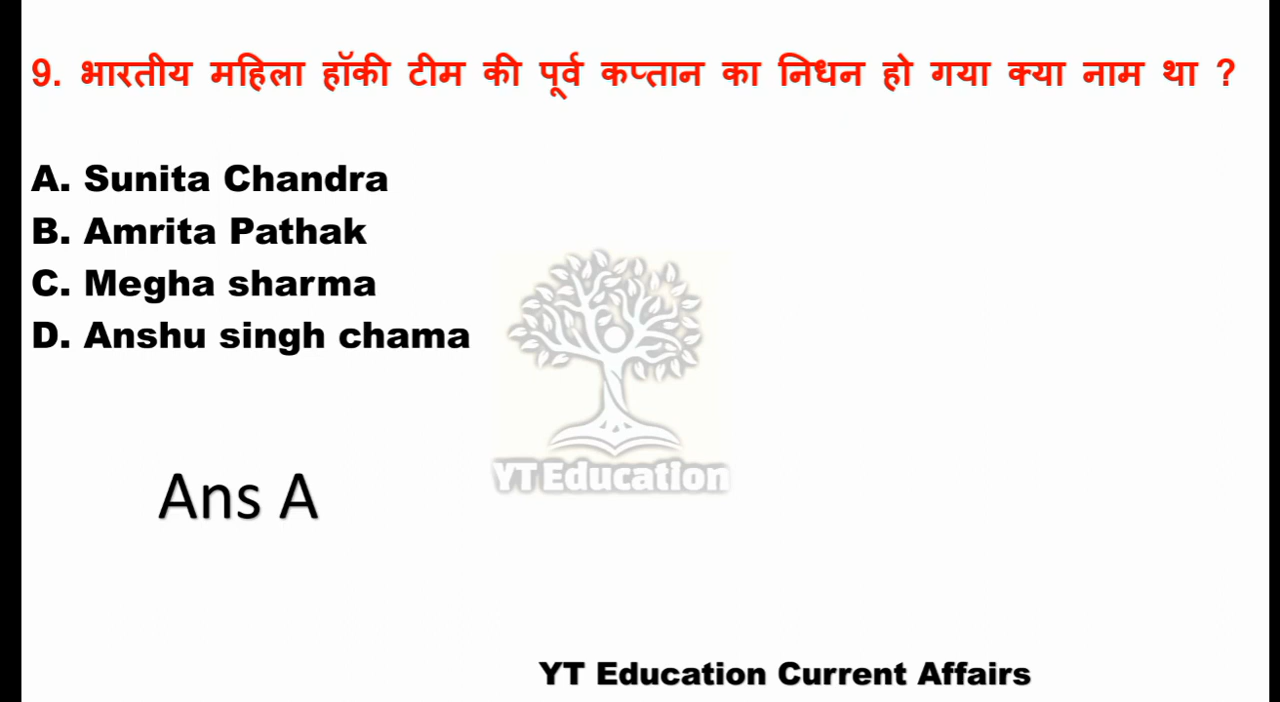 9. भारतीय महिला हॉकी टीम की पूर्व कप्तान का निधन हो गया क्या नाम था ?
A. Sunita Chandra
B. Amrita Pathak
C. Megha sharma
D. Anshu singh chama
YT Education
Ans A
YT Education Current Affairs